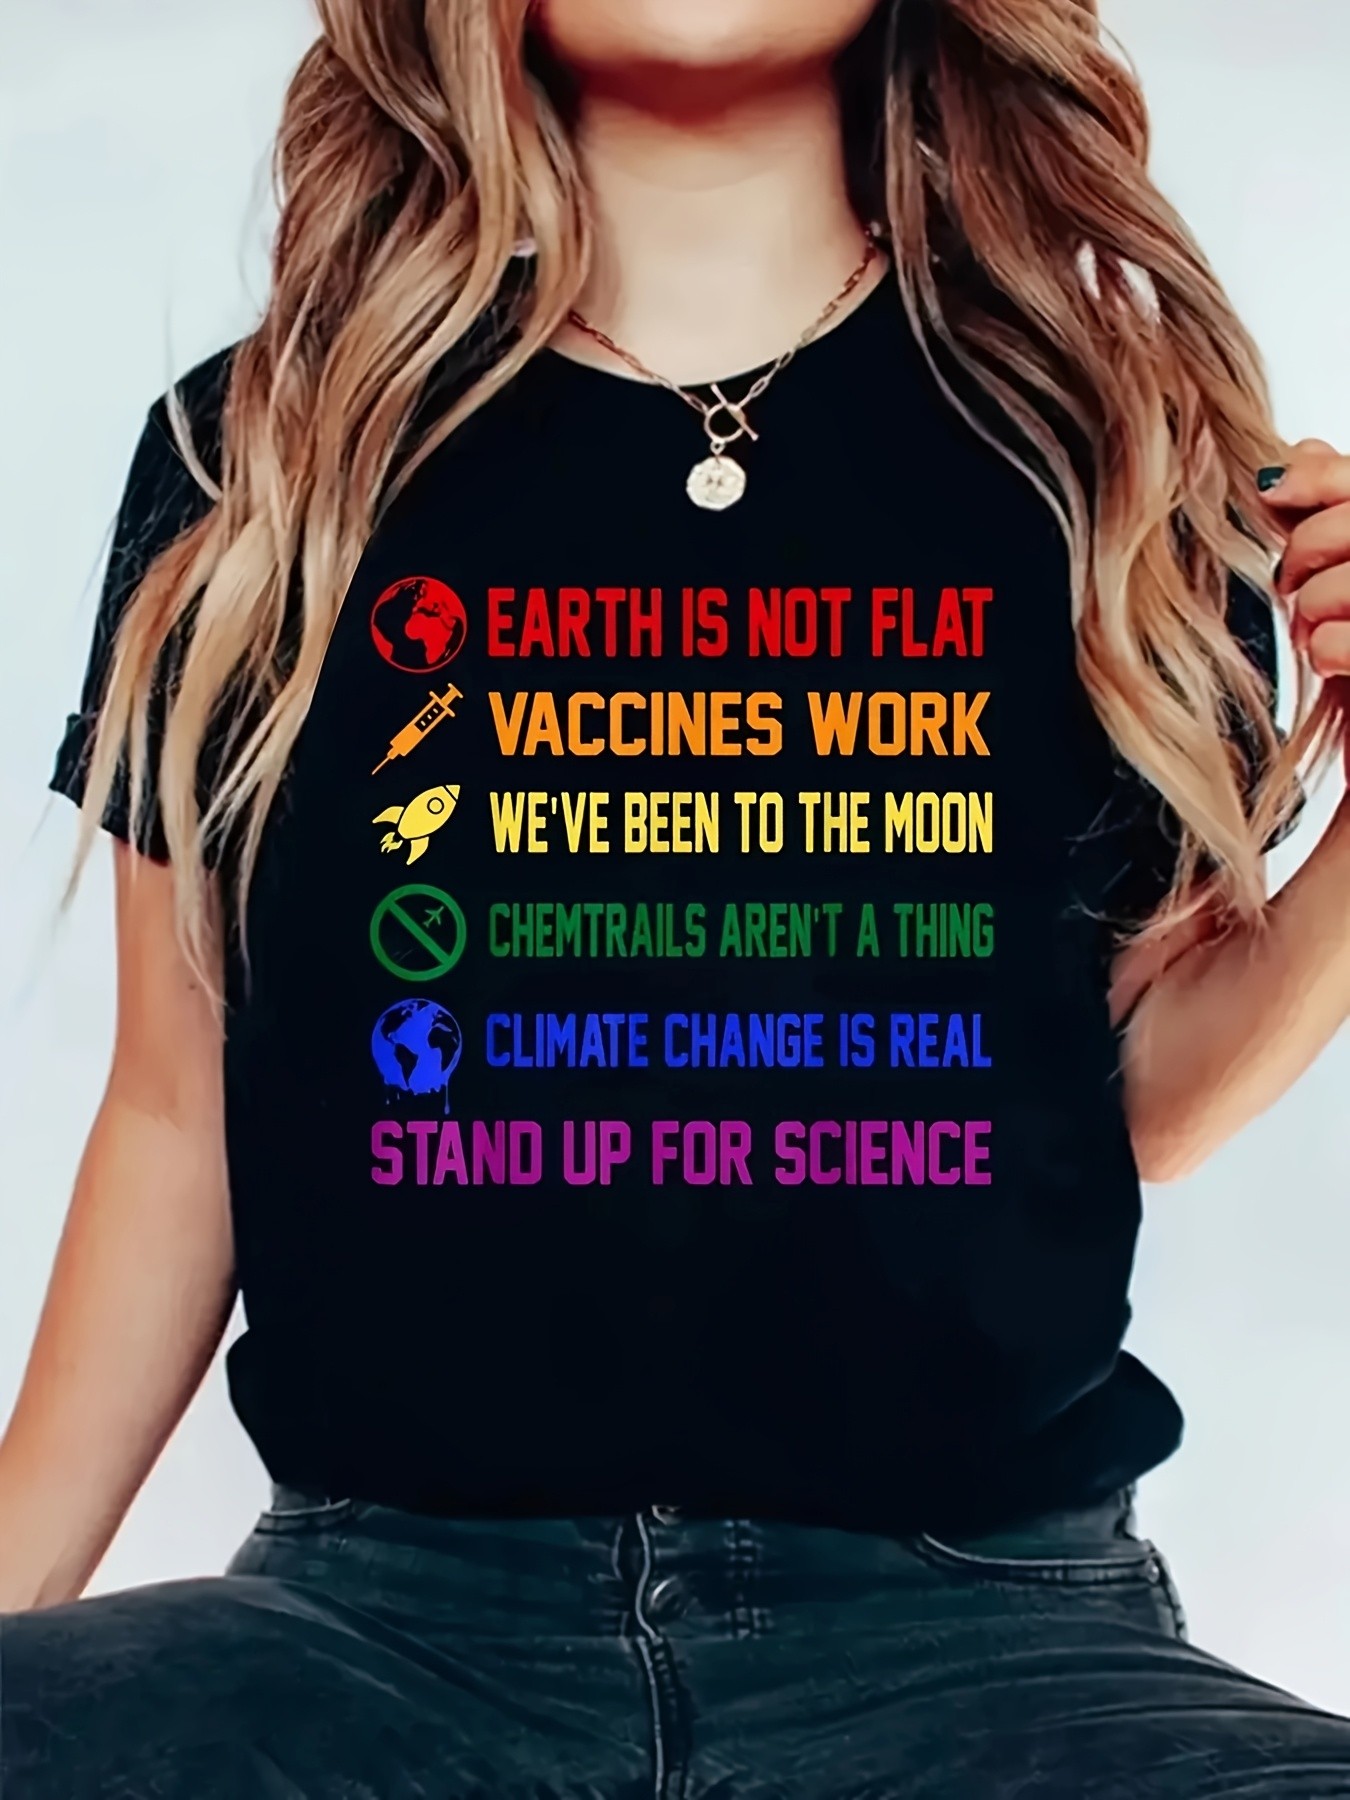 EARTH IS NOT FLAT
VACCINES WORK
WE'VE BEEN TO THE MOON
CHEMTRAILS AREN'T A THING
CLIMATE CHANGE IS REAL
STAND UP FOR SCIENCE